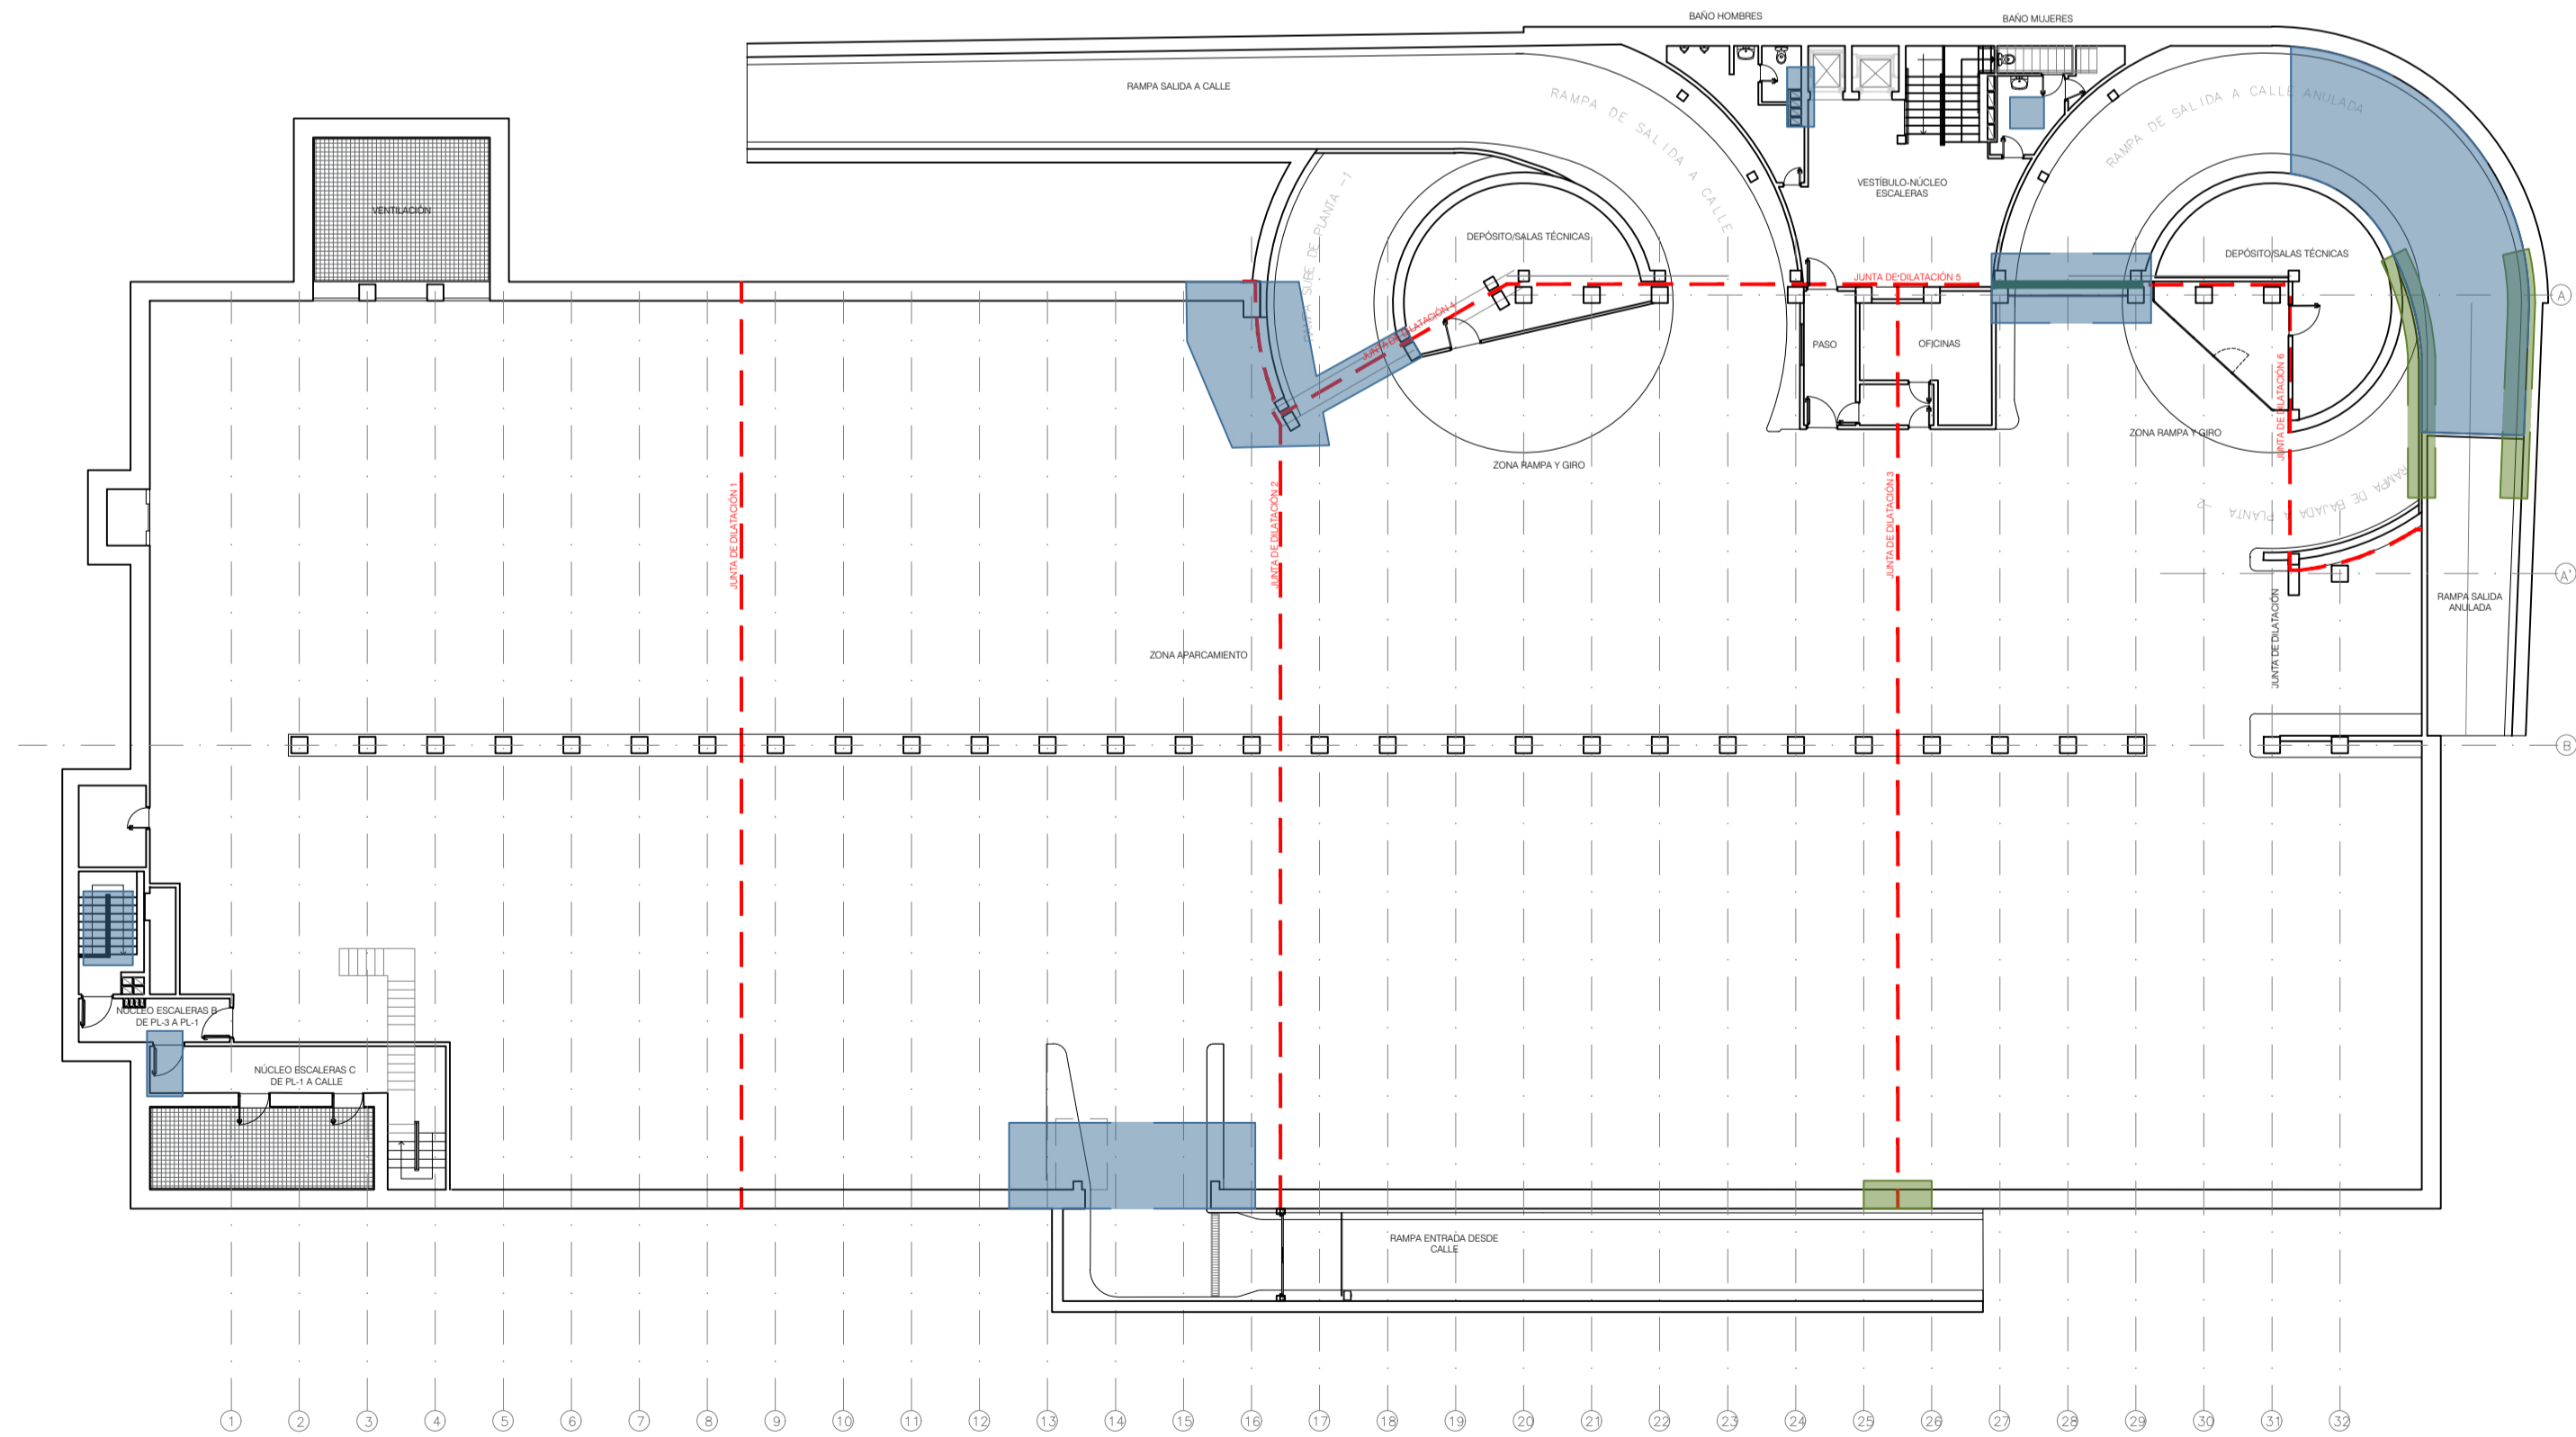 BAÑO HOMBRES
BAÑO MUJERES
RAMPA SALIDA A CALLE
RAMPA DE SALIDA A CALLE
RAMPA DE SALIDA A CALLE ANULADA
VENTILACIÓN
RAMPA SUBE DE PLANTA -1
VESTÍBULO-NÚCLEO
ESCALERAS
DEPÓSITO/SALAS TÉCNICAS
DEPÓSITO/SALAS TÉCNICAS
JUNTA DE DILATACIÓN 5
A
JUNTA DE DILATACIÓN 4
PASO
OFICINAS
JUNTA DE DILATACIÓN 6
ZONA RAMPA Y GIRO
ZONA RAMPA Y GIRO
JUNTA DE DILATACIÓN 1
JUNTA DE DILATACIÓN 2
JUNTA DE DILATACIÓN 3
RAMPA DE BAJADA A PLANTA -2
A'
RAMPA SALIDA
ANULADA
JUNTA DE DILATACIÓN
ZONA APARCAMIENTO
B
NÚCLEO ESCALERAS B
DE PL-3 A PL-1
NÚCLEO ESCALERAS C
DE PL-1 A CALLE
RAMPA ENTRADA DESDE
CALLE
1 2 3 4 5 6 7 8 9 10 11 12 13 14 15 16 17 18 19 20 21 22 23 24 25 26 27 28 29 30 31 32